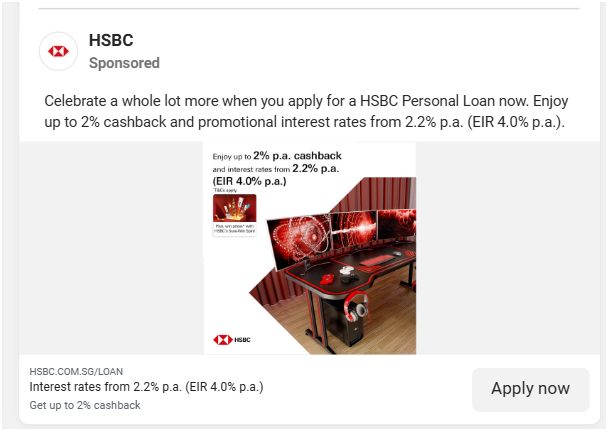 HSBC
Sponsored
Celebrate a whole lot more when you apply for a HSBC Personal Loan now. Enjoy
up to 2% cashback and promotional interest rates from 2.2% p.a. (EIR 4.0% p.a.).
Enjoy up to 2% p.a. cashback
and interest rates from 2.2% p.a.
(EIR 4.0% p.a.)
T&Cs apply.
Plus, win prizes* with
HSBC's Sure-Win Spin!
HSBC
HSBC.COM.SG/LOAN
Interest rates from 2.2% p.a. (EIR 4.0% p.a.)
Get up to 2% cashback
Apply now